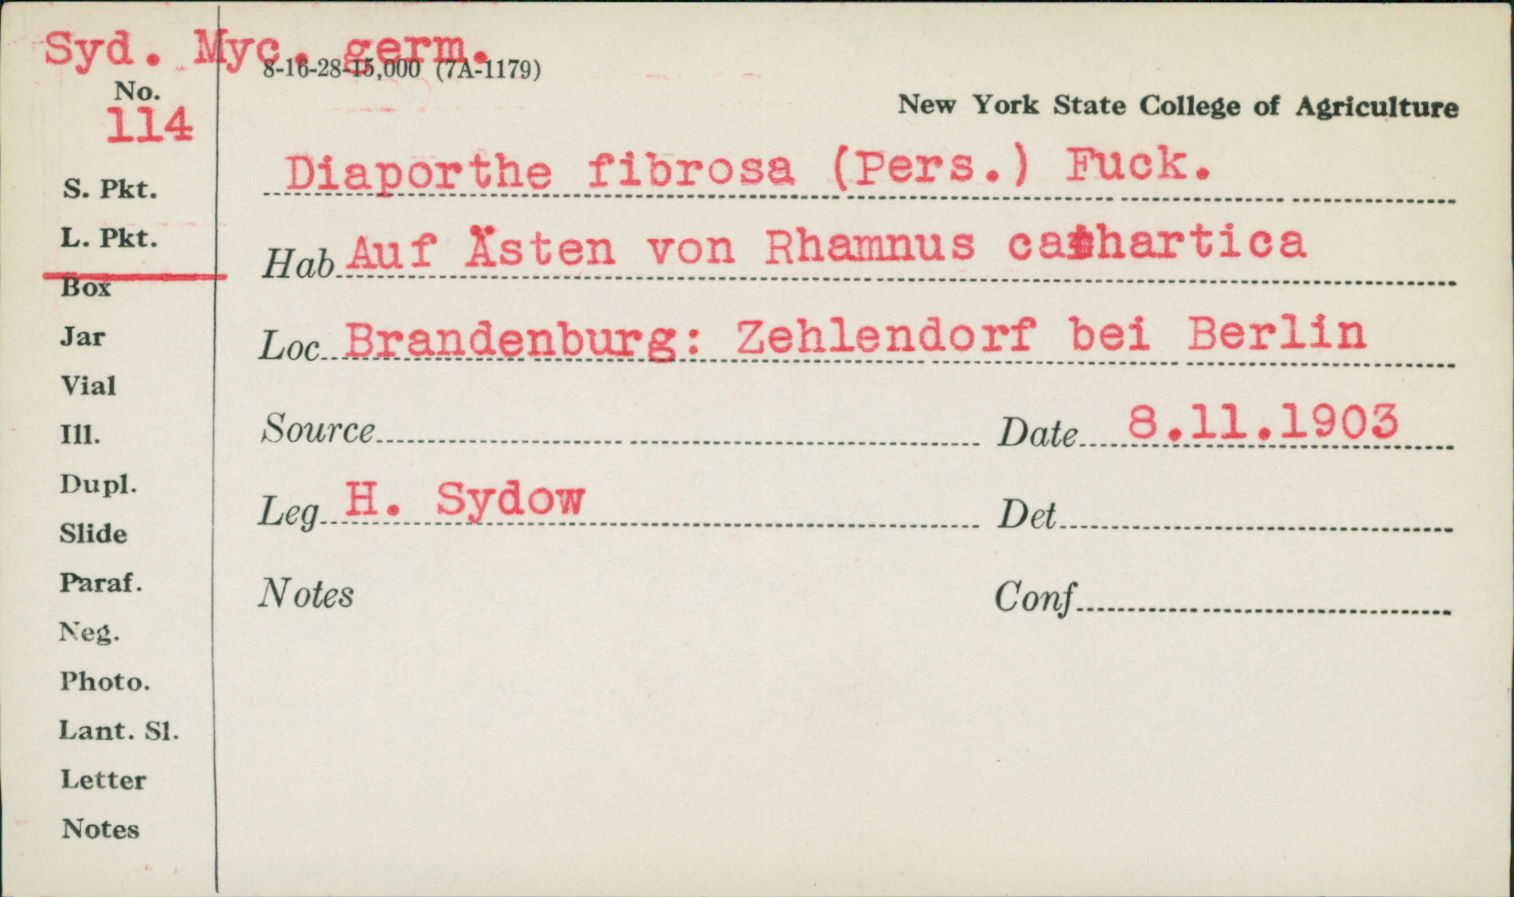 Syd. Myc. germ.
8-16-28-15,000 (7A-1179)
No.
114
New York State College of Agriculture
Diaporthe fibrosa (Pers.) Fuck.
Hab Auf Ästen von Rhamnus cathartica
Loc Brandenburg: Zehlendorf bei Berlin
Source
Date 8.11.1903
Leg H. Sydow
Det
Notes
Conf
S. Pkt.
L. Pkt.
Box
Jar
Vial
Ill.
Dupl.
Slide
Paraf.
Neg.
Photo.
Lant. Sl.
Letter
Notes